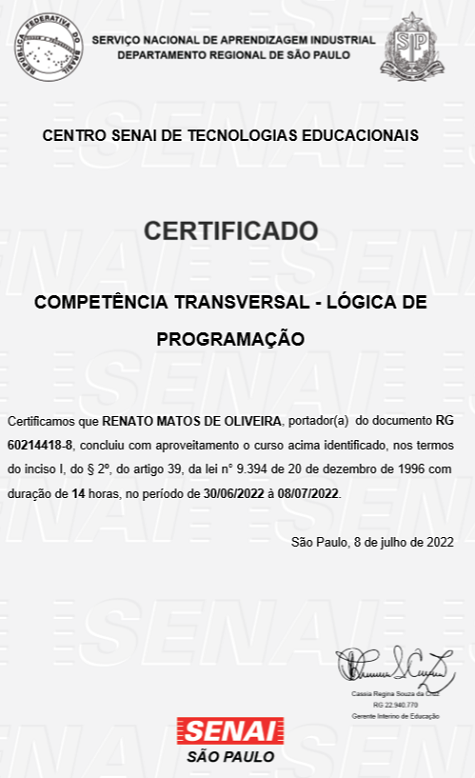 REPÚBLICA FEDERATIVA DO BRASIL
SERVIÇO NACIONAL DE APRENDIZAGEM INDUSTRIAL
DEPARTAMENTO REGIONAL DE SÃO PAULO
SP
CENTRO SENAI DE TECNOLOGIAS EDUCACIONAIS
CERTIFICADO
COMPETÊNCIA TRANSVERSAL - LÓGICA DE
PROGRAMAÇÃO
Certificamos que RENATO MATOS DE OLIVEIRA, portador(a) do documento RG
60214418-8, concluiu com aproveitamento o curso acima identificado, nos termos
do inciso I, do § 2º, do artigo 39, da lei n° 9.394 de 20 de dezembro de 1996 com
duração de 14 horas, no período de 30/06/2022 à 08/07/2022.
São Paulo, 8 de julho de 2022
Cassia Regina Souza da Cruz
RG 22.940.770
Gerente Interino de Educação
SENAI
SÃO PAULO